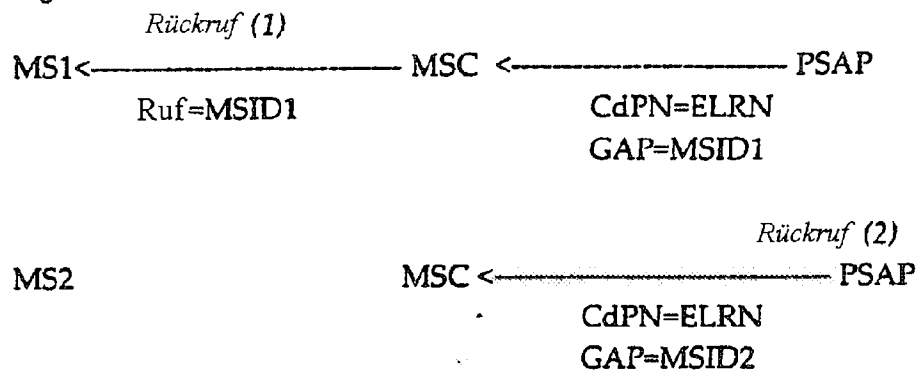 Rückruf (1)
MS1<—————— MSC <—————— PSAP
Ruf=MSID1 CdPN=ELRN
GAP=MSID1
Rückruf (2)
MS2 MSC <—————— PSAP
CdPN=ELRN
GAP=MSID2